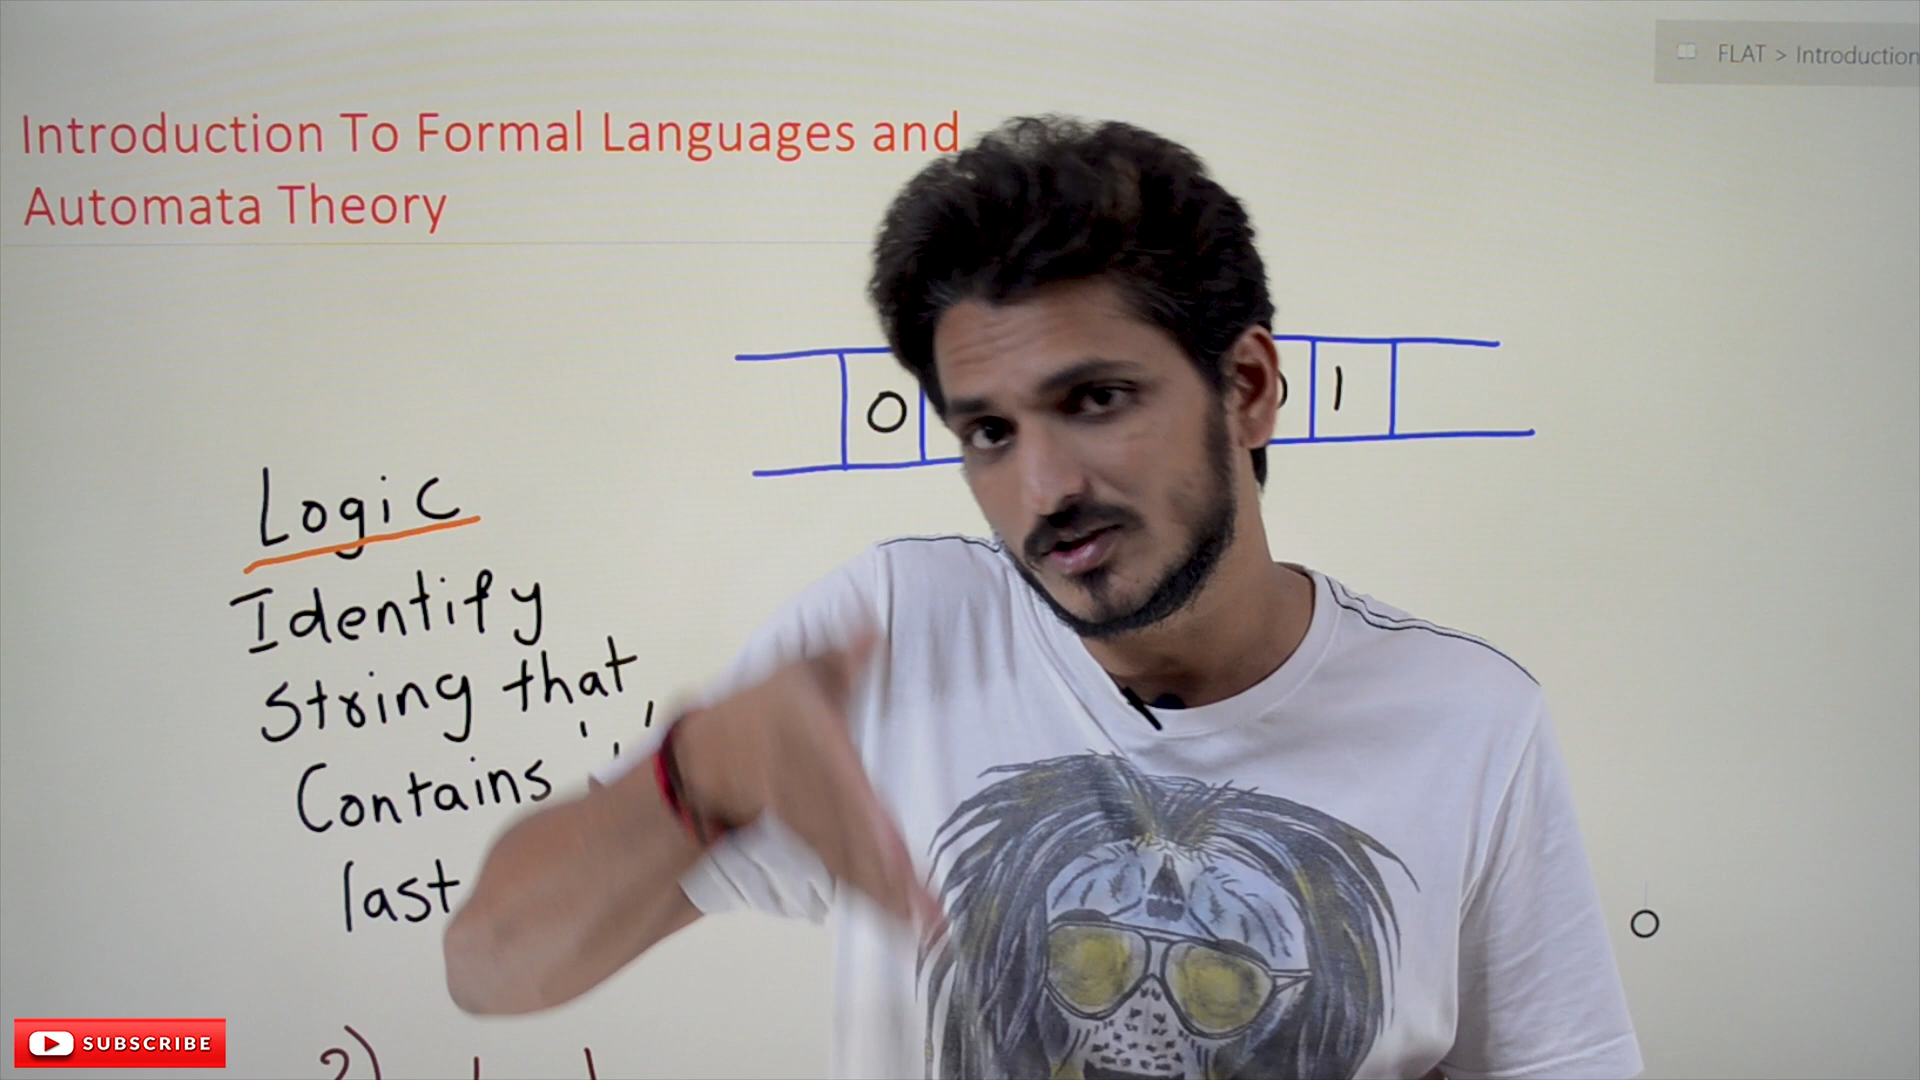 FLAT > Introduction
Introduction To Formal Languages and
Automata Theory
0 1
Logic
Identify
String that
Contains
last
0
2)
SUBSCRIBE